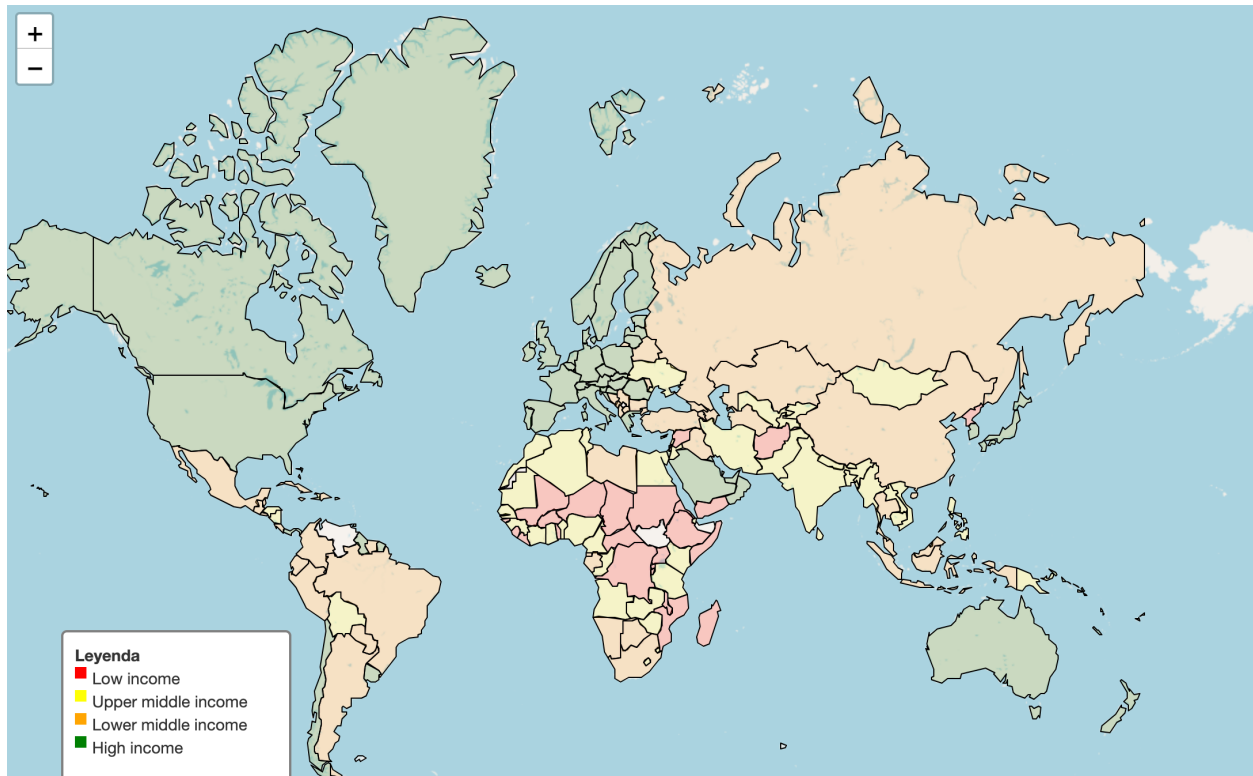 +
−
Leyenda
Low income
Upper middle income
Lower middle income
High income